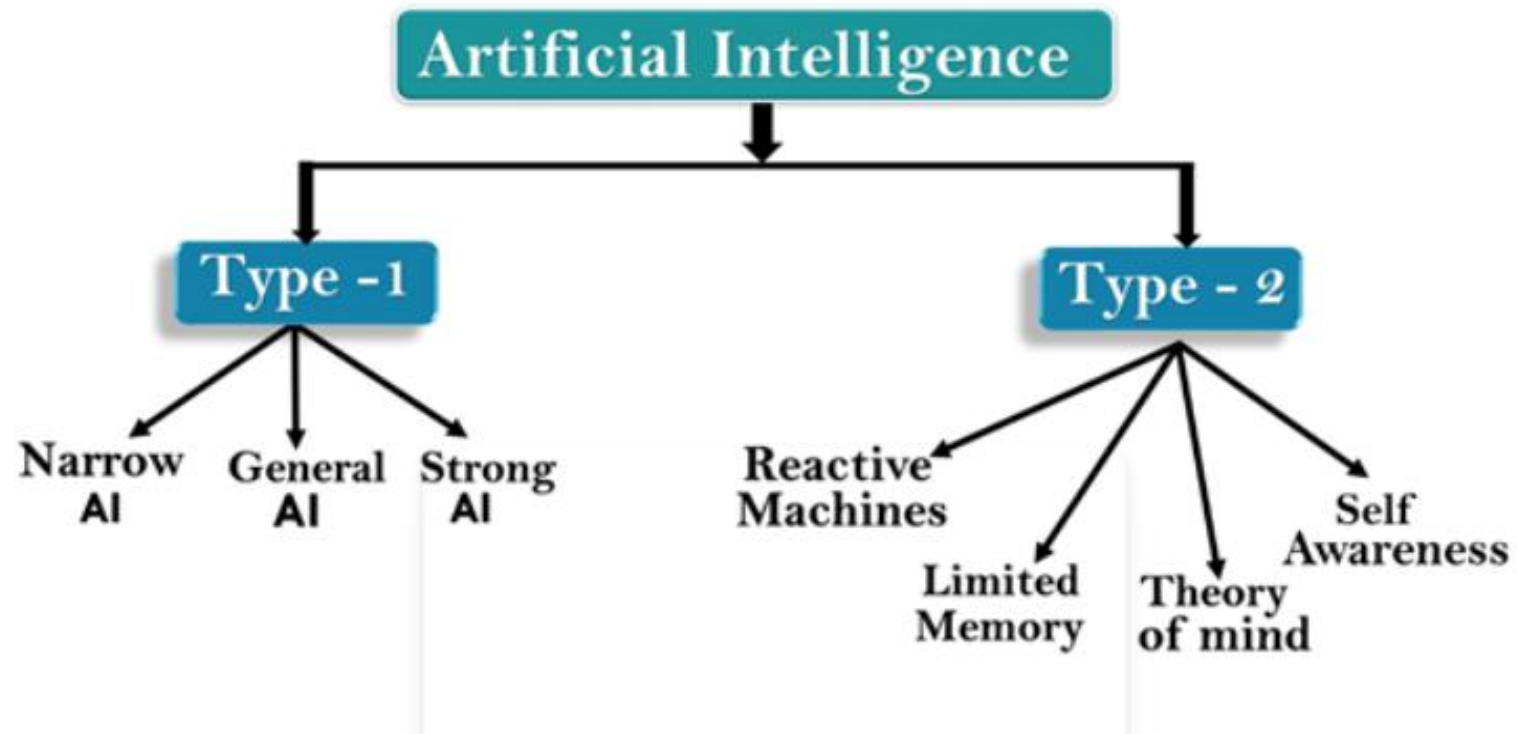 Artificial Intelligence
Type -1
Type - 2
Narrow
AI
General
AI
Strong
AI
Reactive
Machines
Limited
Memory
Theory
of mind
Self
Awareness